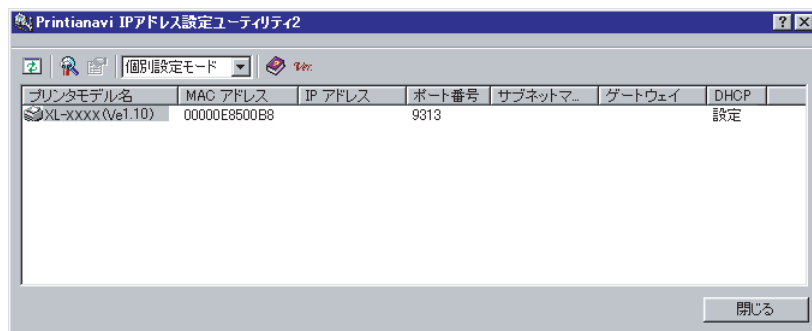 Printianavi IPアドレス設定ユーティリティ2
個別設定モード Ver.
プリンタモデル名 MAC アドレス IP アドレス ポート番号 サブネットマ... ゲートウェイ DHCP
XL-XXXX(Ve1.10) 00000E8500B8 9313 設定
閉じる